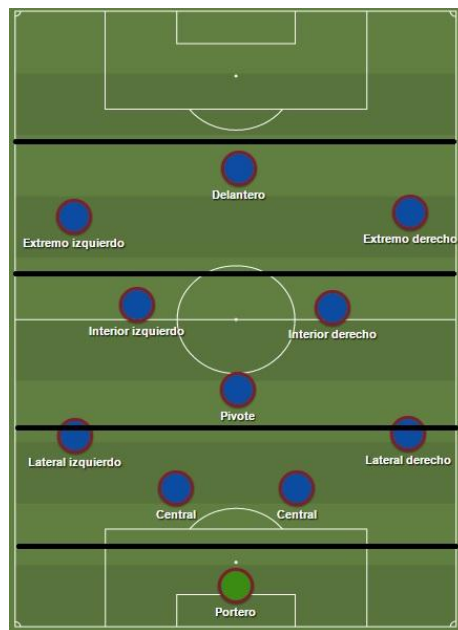 Delantero
Extremo izquierdo
Extremo derecho
Interior izquierdo
Interior derecho
Pivote
Lateral izquierdo
Lateral derecho
Central
Central
Portero